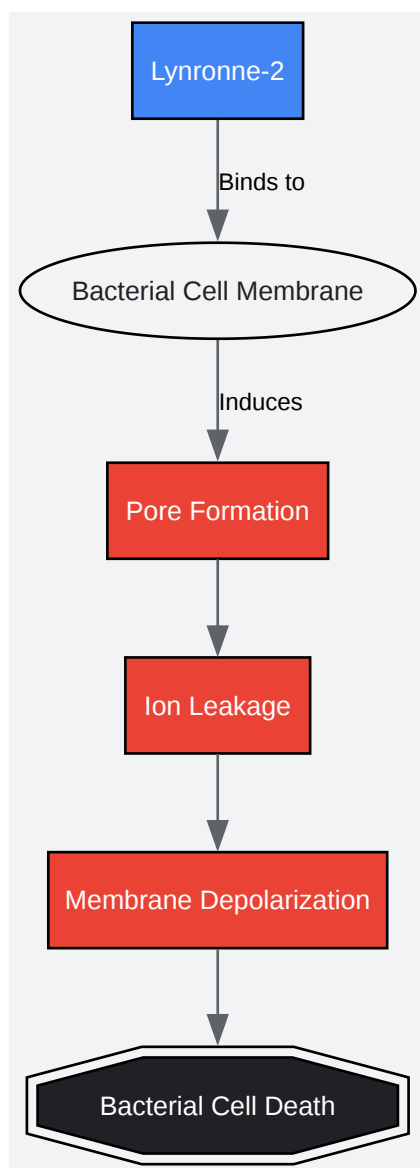 Lynronne-2
Binds to
Bacterial Cell Membrane
Induces
Pore Formation
Ion Leakage
Membrane Depolarization
Bacterial Cell Death